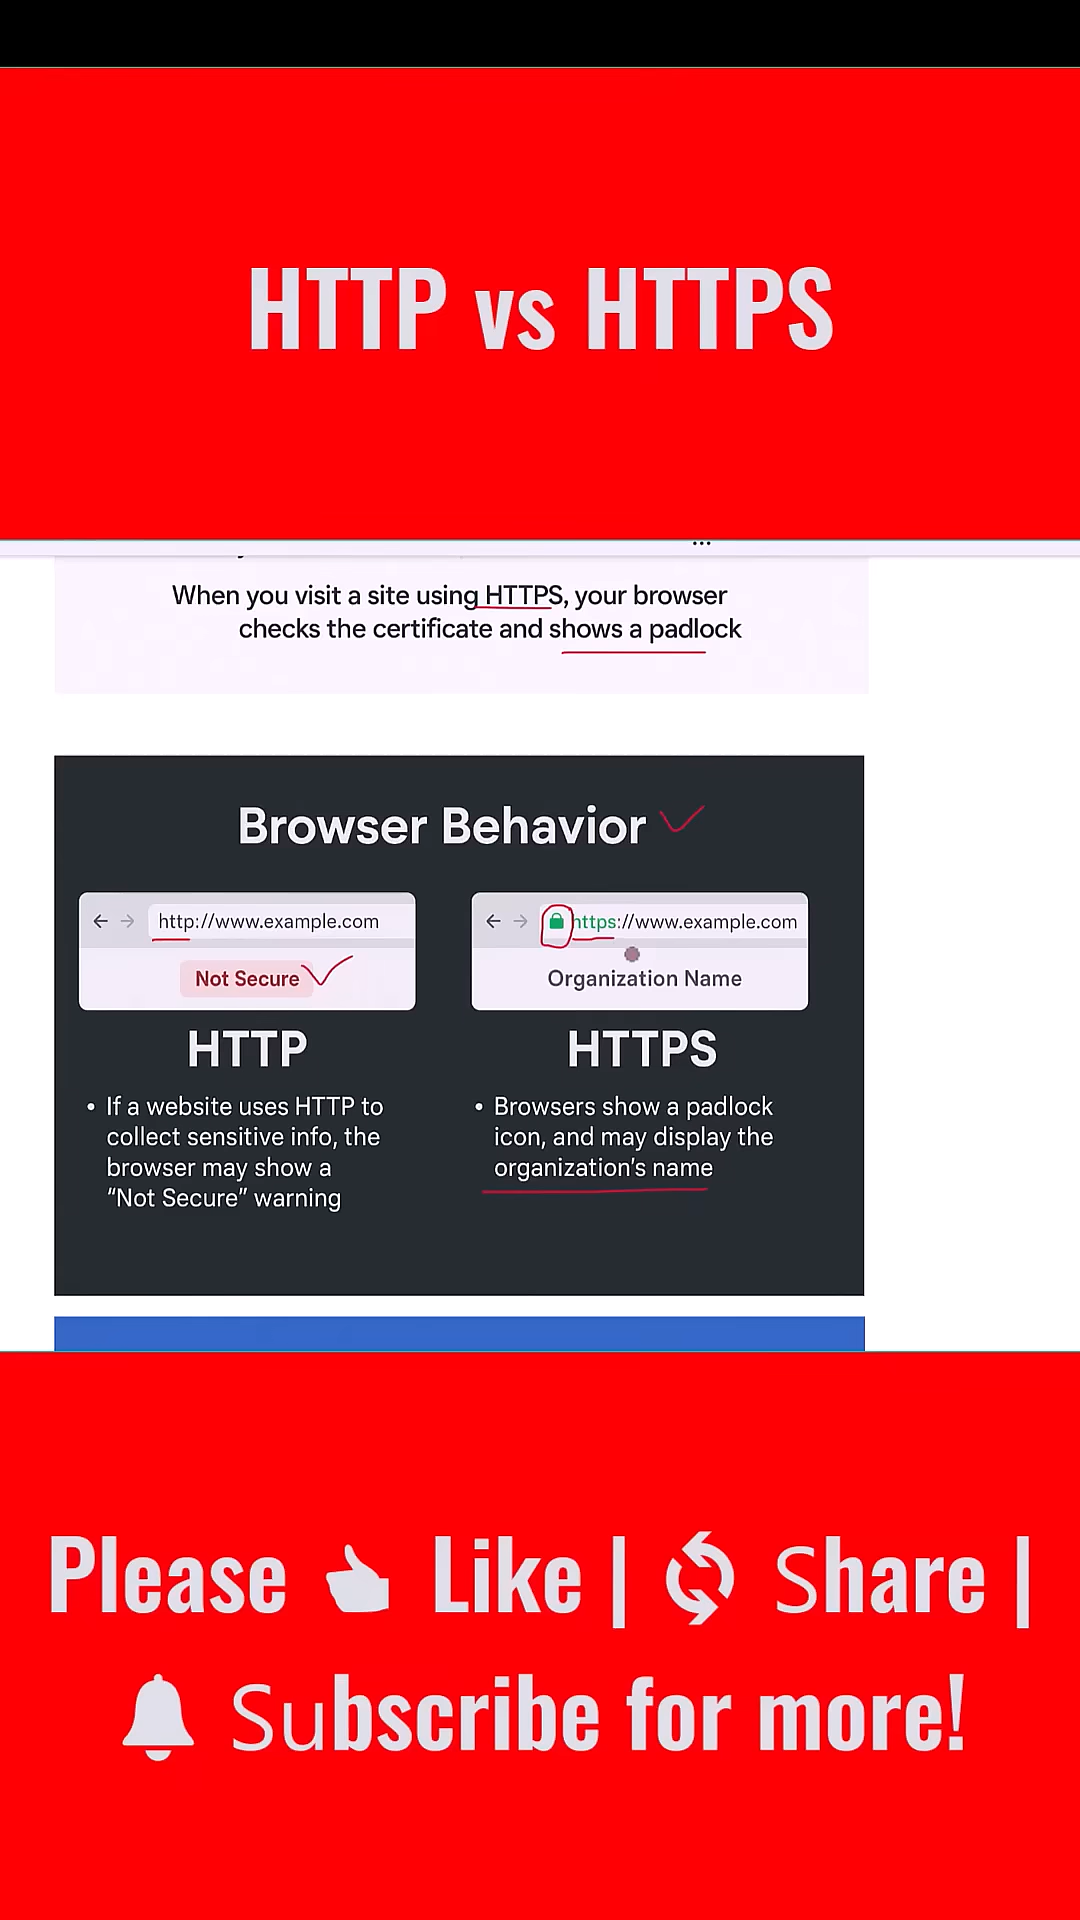 HTTP vs HTTPS
When you visit a site using HTTPS, your browser
checks the certificate and shows a padlock
Browser Behavior
http://www.example.com
Not Secure
HTTP
• If a website uses HTTP to
collect sensitive info, the
browser may show a
“Not Secure” warning
https://www.example.com
Organization Name
HTTPS
• Browsers show a padlock
icon, and may display the
organization's name
Please 👍 Like | 🔄 Share |
🔔 Subscribe for more!